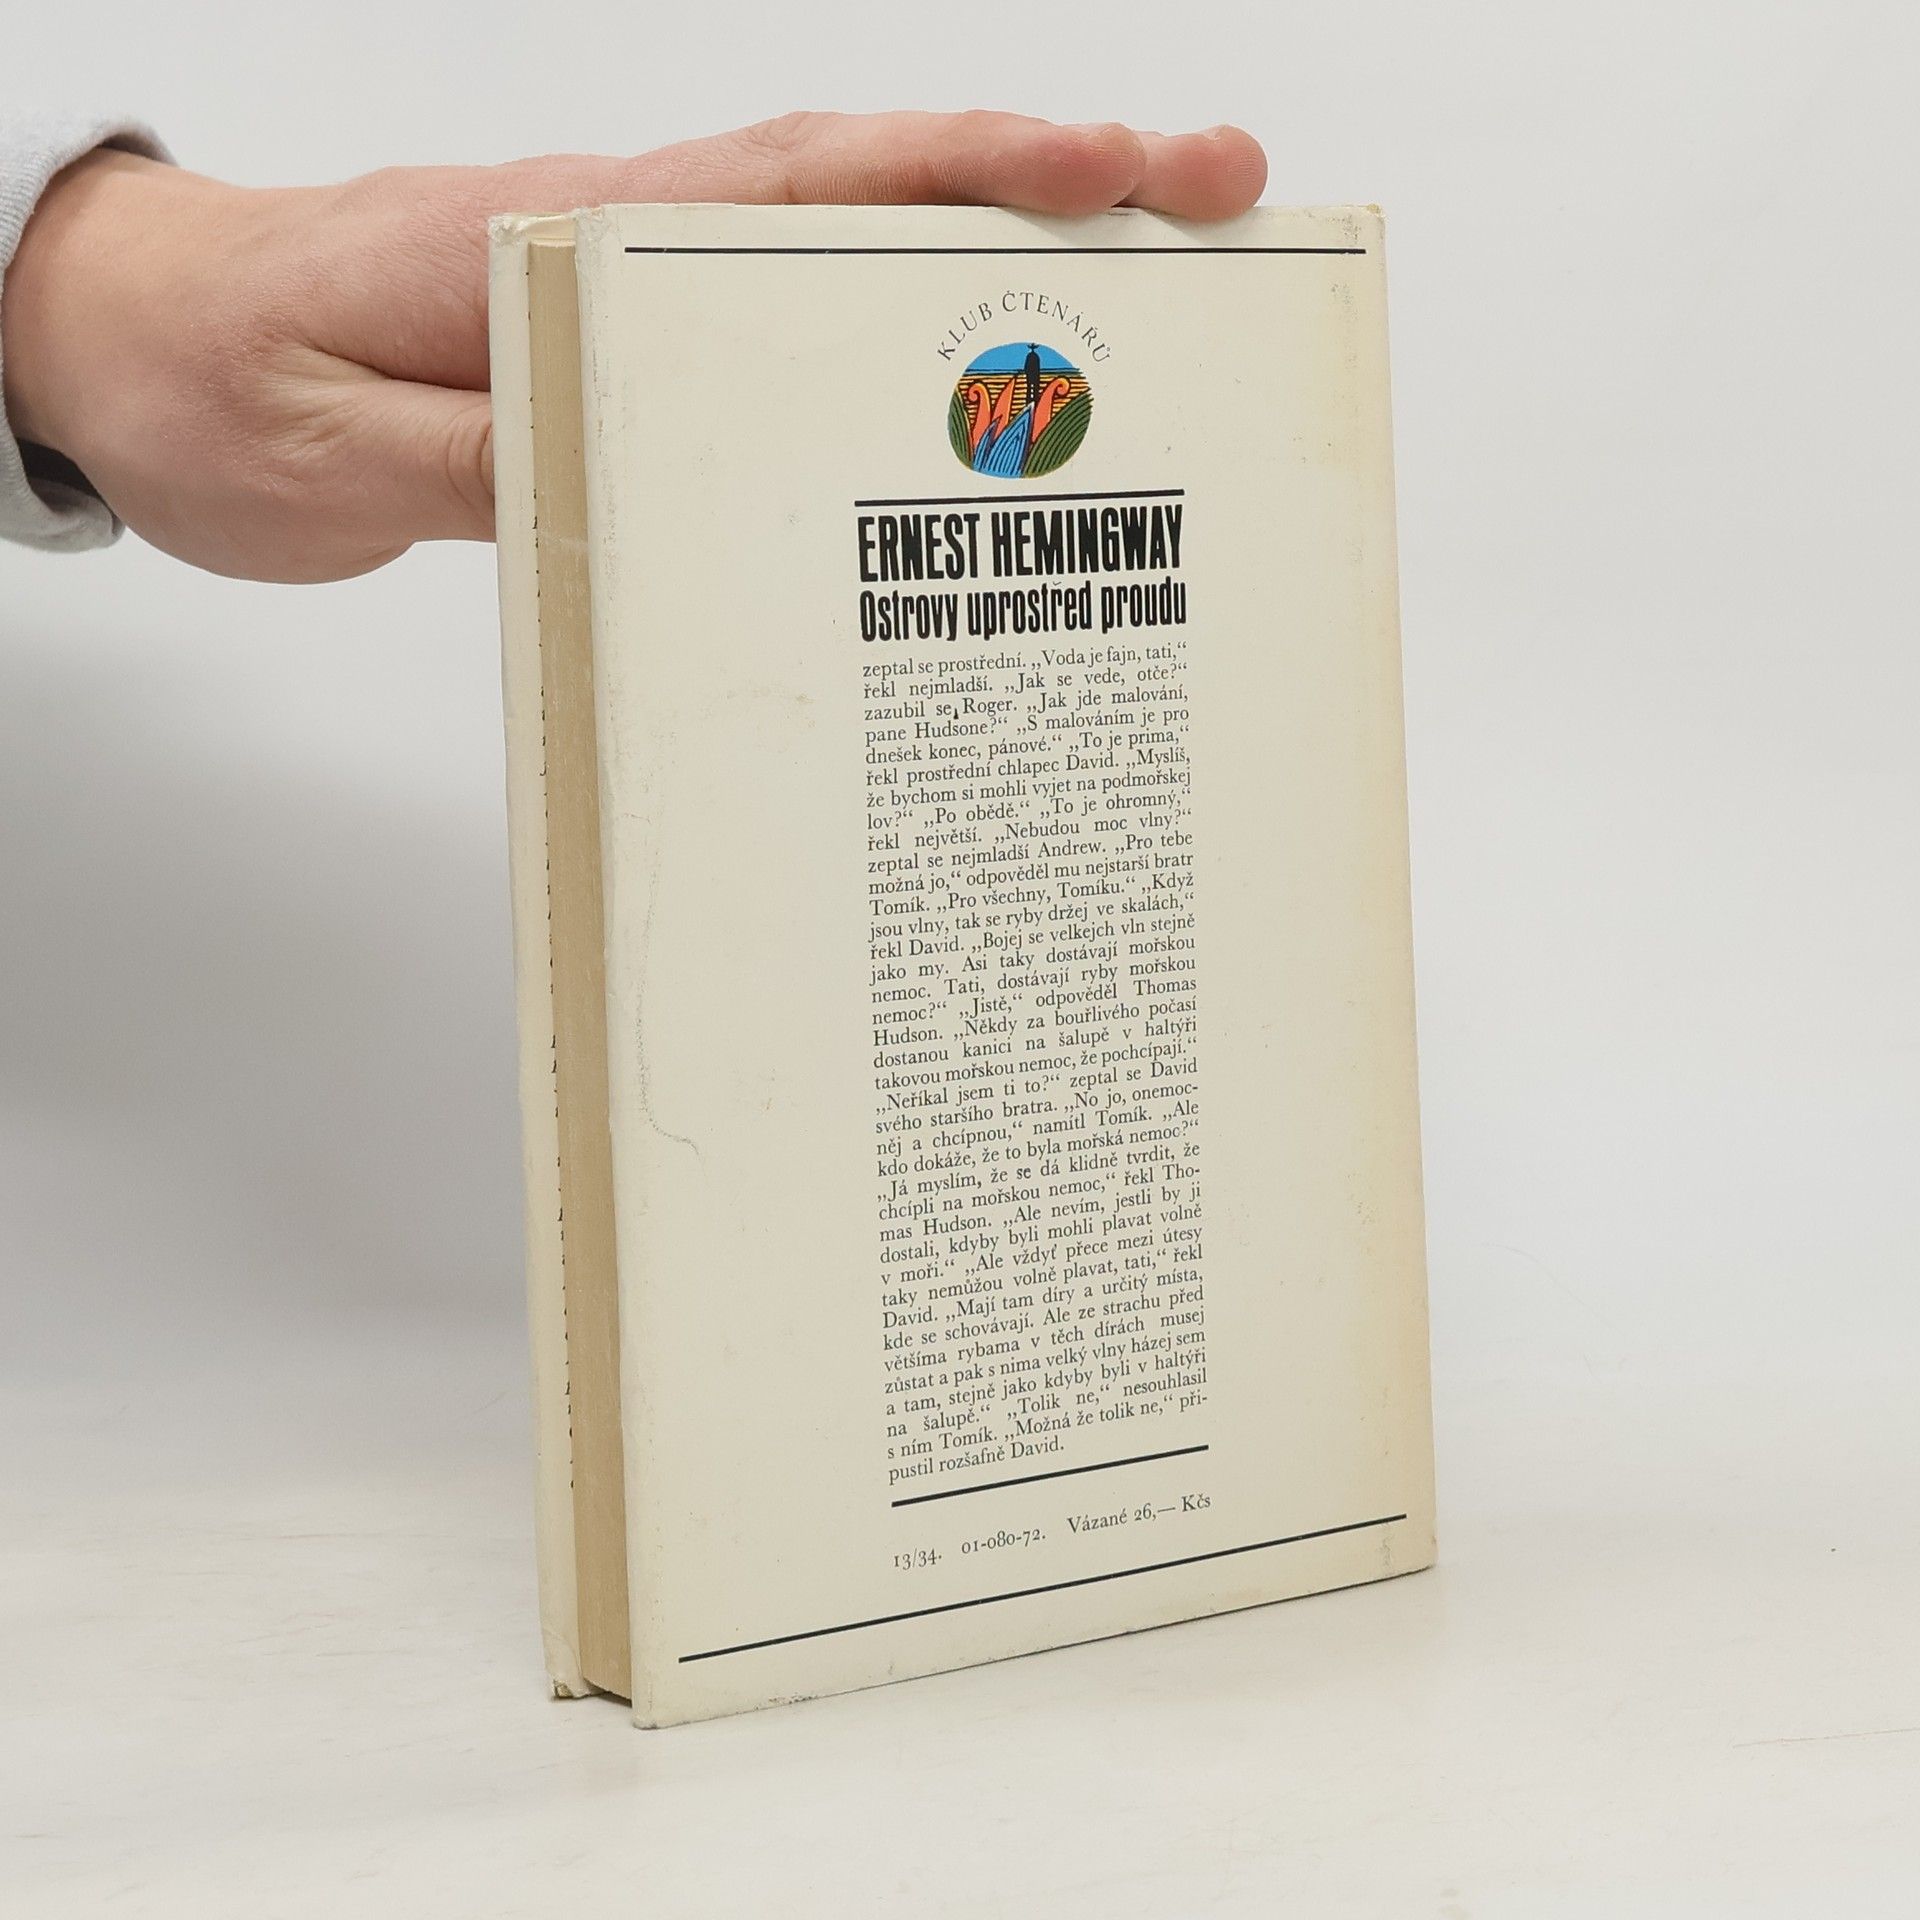 KLUB ČTENÁŘŮ
ERNEST HEMINGWAY
Ostrovy uprostřed proudu
zeptal se prostřední. „Voda je fajn, tati,“
řekl nejmladší. „Jak se vede, otče?“
zazubil se Roger. „Jak jde malování,
pane Hudsone?“ „S malováním je pro
dnešek konec, pánové.“ „To je prima,“
řekl prostřední chlapec David. „Myslíš,
že bychom si mohli vyjet na podmořskej
lov?“ „Po obědě.“ „To je ohromný,“
řekl největší. „Nebudou moc vlny?“
zeptal se nejmladší Andrew. „Pro tebe
možná jo,“ odpověděl mu nejstarší bratr
Tomík. „Pro všechny, Tomíku.“ „Když
jsou vlny, tak se ryby držej ve skalách,“
řekl David. „Bojej se velkejch vln stejně
jako my. Asi taky dostávají mořskou
nemoc. Tati, dostávají ryby mořskou
nemoc?“ „Jistě,“ odpověděl Thomas
Hudson. „Někdy za bouřlivého počasí
dostanou kanici na šalupě v haltýři
takovou mořskou nemoc, že pochcípají.“
„Neříkal jsem ti to?“ zeptal se David
svého staršího bratra. „No jo, onemoc-
něj a chcípnou,“ namítl Tomík. „Ale
kdo dokáže, že to byla mořská nemoc?“
„Já myslím, že se dá klidně tvrdit, že
chcípli na mořskou nemoc,“ řekl Tho-
mas Hudson. „Ale nevím, jestli by ji
dostali, kdyby byli mohli plavat volně
v moři.“ „Ale vždyť přece mezi útesy
taky nemůžou volně plavat, tati,“ řekl
David. „Mají tam díry a určitý místa,
kde se schovávají. Ale ze strachu před
většíma rybama v těch dírách musej
zůstat a pak s nima velký vlny házej sem
a tam, stejně jako kdyby byli v haltýři
na šalupě.“ „Tolik ne,“ nesouhlasil
s ním Tomík. „Možná že tolik ne,“ při-
pustil rozšafně David.
13/34. 01-080-72. Vázané 26,— Kčs